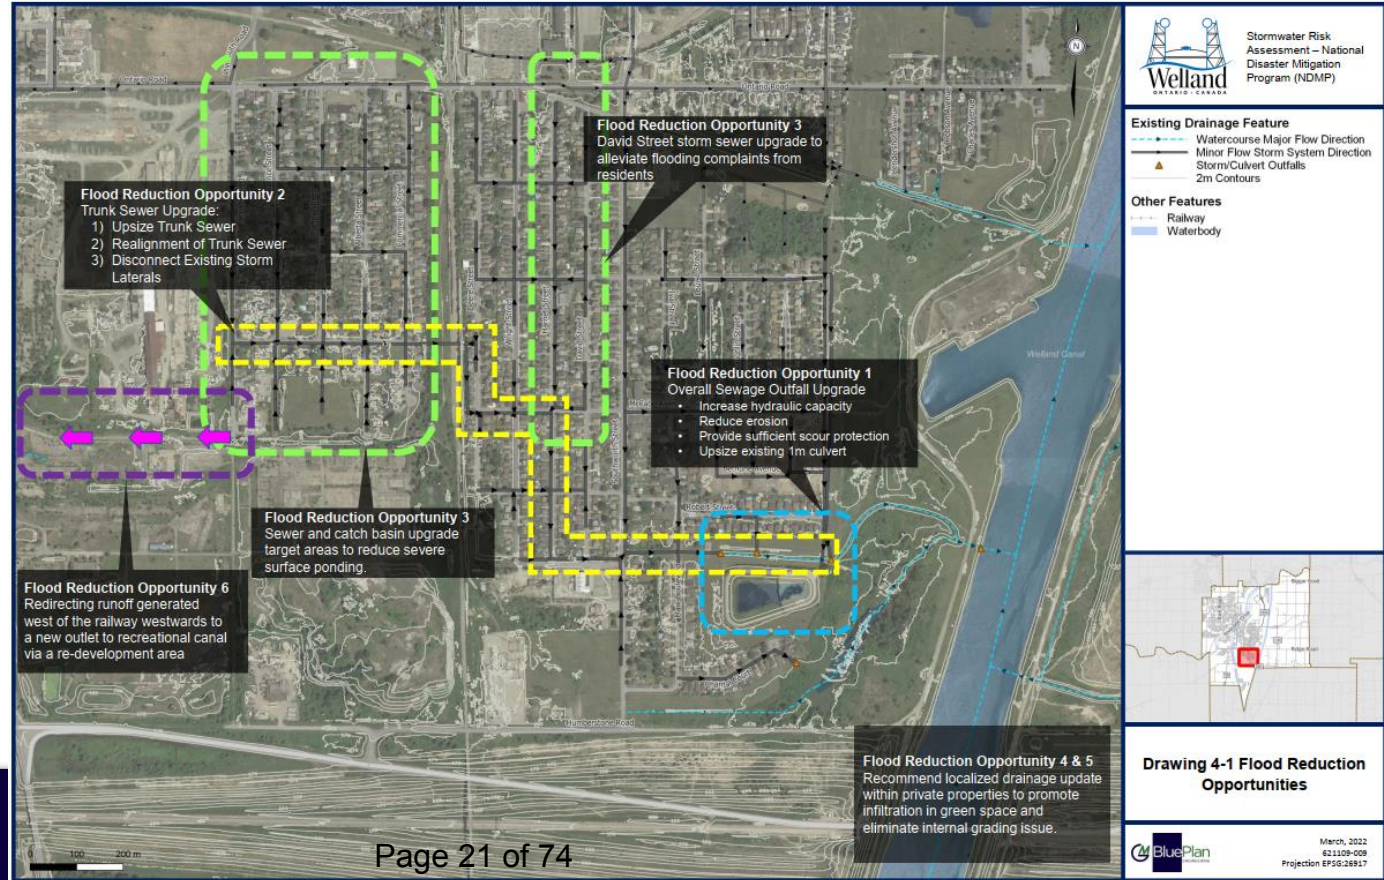 Ontario Road
Ontario Road
Flood Reduction Opportunity 3
David Street storm sewer upgrade to
alleviate flooding complaints from
residents
Flood Reduction Opportunity 2
Trunk Sewer Upgrade:
1) Upsize Trunk Sewer
2) Realignment of Trunk Sewer
3) Disconnect Existing Storm
Laterals
Welland Canal
Flood Reduction Opportunity 1
Overall Sewage Outfall Upgrade
• Increase hydraulic capacity
• Reduce erosion
• Provide sufficient scour protection
• Upsize existing 1m culvert
Flood Reduction Opportunity 3
Sewer and catch basin upgrade
target areas to reduce severe
surface ponding.
Flood Reduction Opportunity 6
Redirecting runoff generated
west of the railway westwards to
a new outlet to recreational canal
via a re-development area
Humberstone Road
Flood Reduction Opportunity 4 & 5
Recommend localized drainage update
within private properties to promote
infiltration in green space and
eliminate internal grading issue.
0 100 200 m
Page 21 of 74
N
Welland
ONTARIO · CANADA
Stormwater Risk
Assessment – National
Disaster Mitigation
Program (NDMP)
Existing Drainage Feature
Watercourse Major Flow Direction
Minor Flow Storm System Direction
Storm/Culvert Outfalls
2m Contours
Other Features
Railway
Waterbody
Drawing 4-1 Flood Reduction
Opportunities
GM BluePlan
March, 2022
621109-009
Projection EPSG:26917